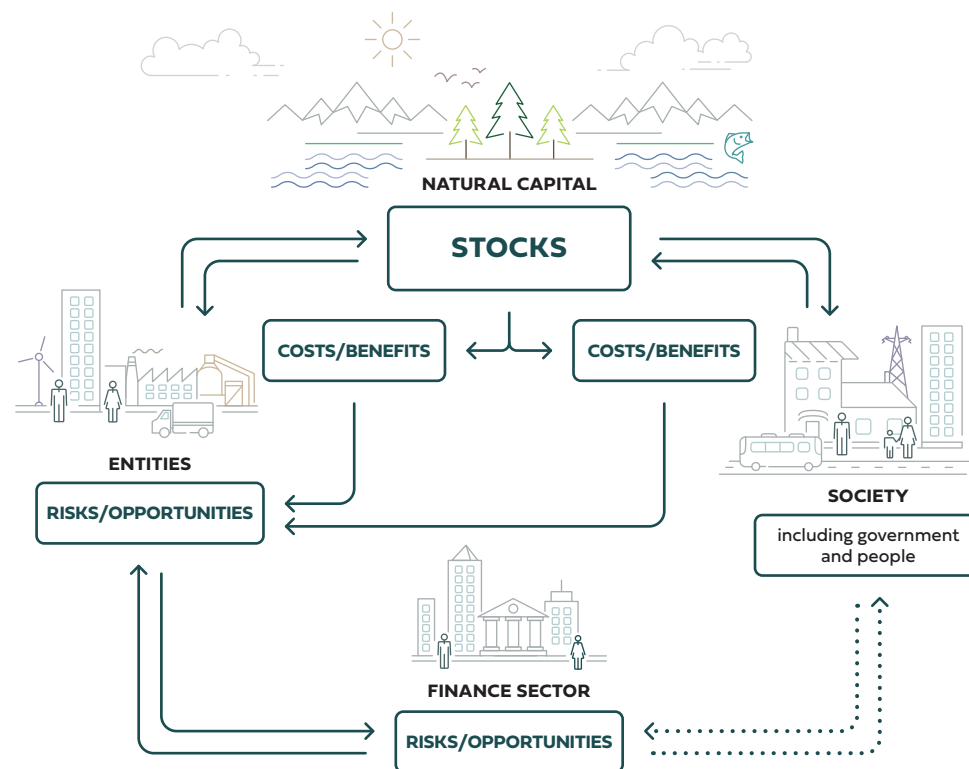 NATURAL CAPITAL
STOCKS
COSTS/BENEFITS
COSTS/BENEFITS
ENTITIES
RISKS/OPPORTUNITIES
SOCIETY
including government
and people
FINANCE SECTOR
RISKS/OPPORTUNITIES